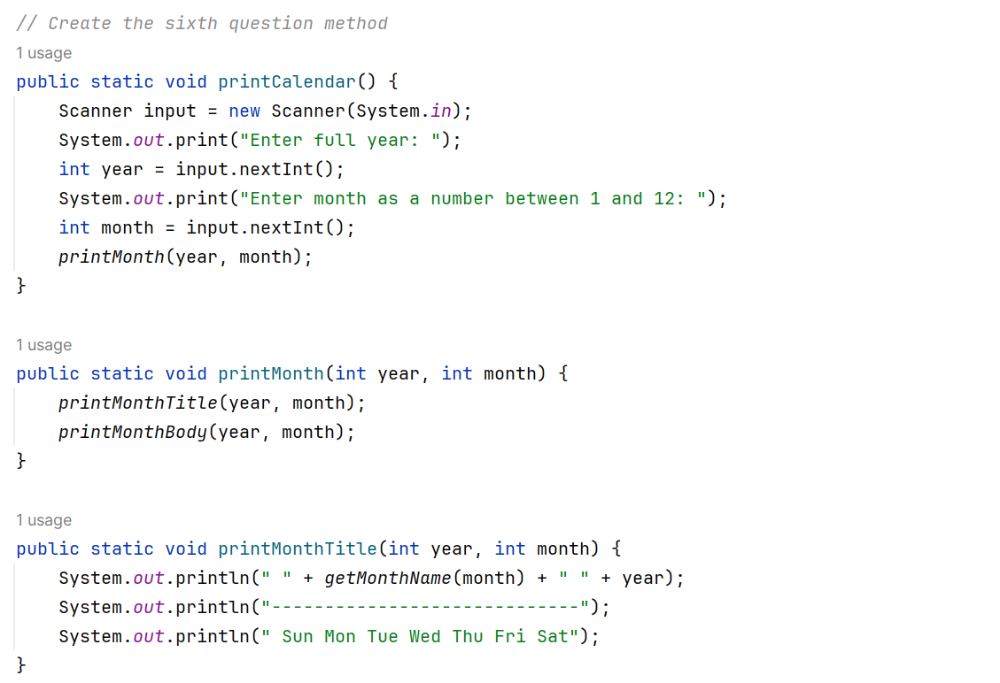 // Create the sixth question method
1 usage
public static void printCalendar() {
    Scanner input = new Scanner(System.in);
    System.out.print("Enter full year: ");
    int year = input.nextInt();
    System.out.print("Enter month as a number between 1 and 12: ");
    int month = input.nextInt();
    printMonth(year, month);
}
1 usage
public static void printMonth(int year, int month) {
    printMonthTitle(year, month);
    printMonthBody(year, month);
}
1 usage
public static void printMonthTitle(int year, int month) {
    System.out.println(" " + getMonthName(month) + " " + year);
    System.out.println("-----------------------------");
    System.out.println(" Sun Mon Tue Wed Thu Fri Sat");
}